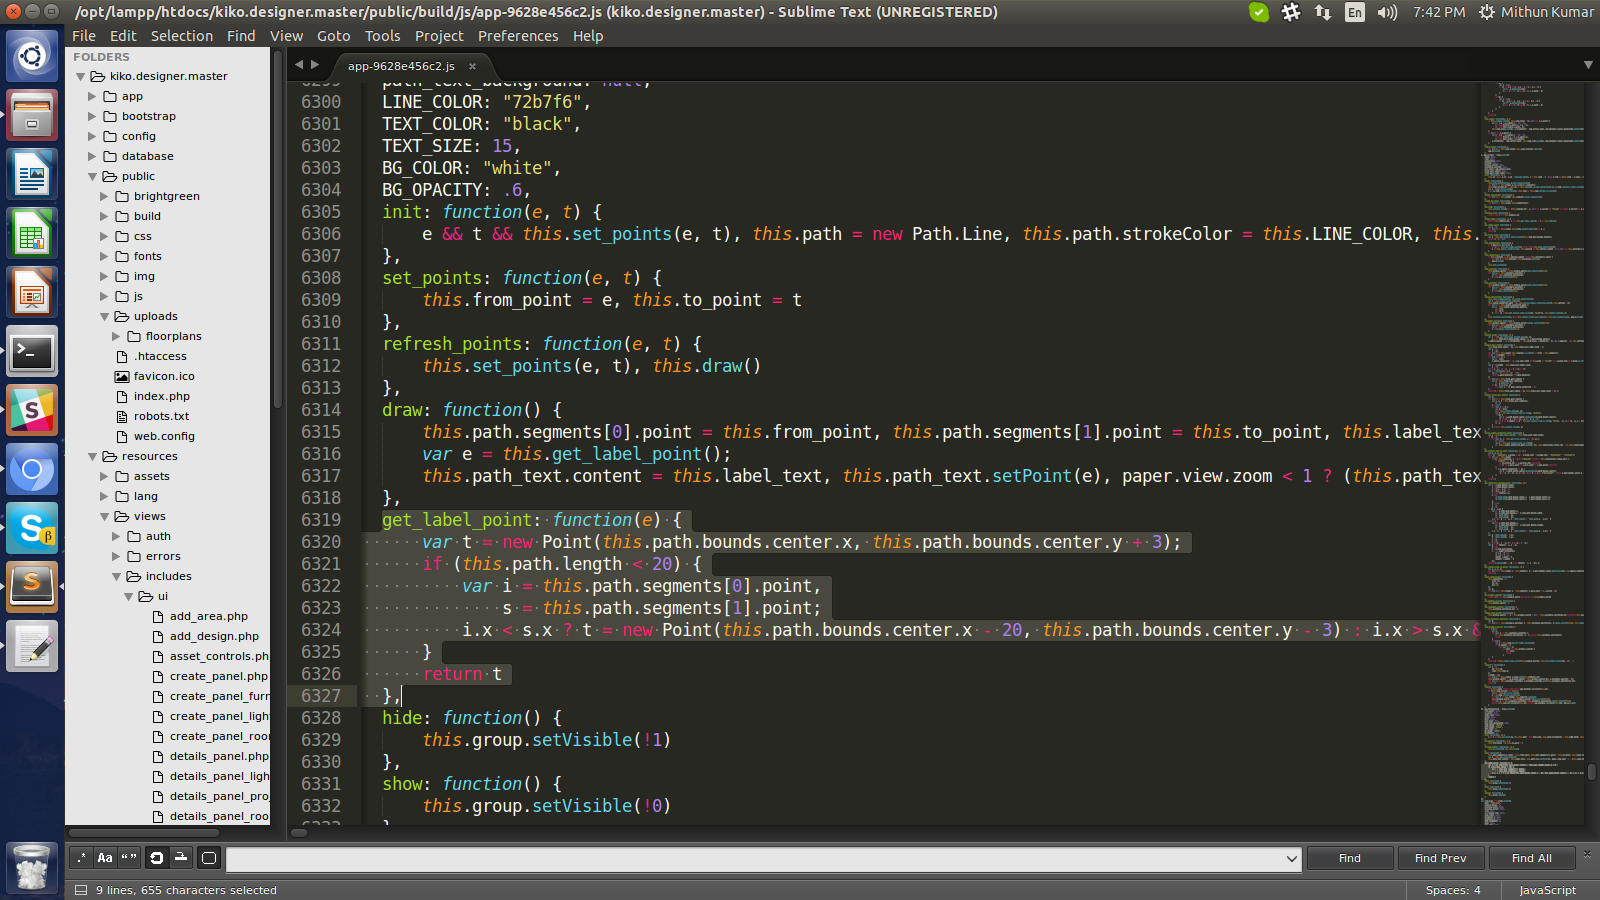 /opt/lampp/htdocs/kiko.designer.master/public/build/js/app-9628e456c2.js (kiko.designer.master) - Sublime Text (UNREGISTERED)
En
7:42 PM
Mithun Kumar
File Edit Selection Find View Goto Tools Project Preferences Help
FOLDERS
kiko.designer.master
app
bootstrap
config
database
public
brightgreen
build
css
fonts
img
js
uploads
floorplans
.htaccess
favicon.ico
index.php
robots.txt
web.config
resources
assets
lang
views
auth
errors
includes
ui
add_area.php
add_design.php
asset_controls.ph
create_panel.php
create_panel_furr
create_panel_ligh
create_panel_roo
details_panel.php
details_panel_ligh
details_panel_pro
details_panel_roo
app-9628e456c2.js ×
6299 path_text_background: null,
6300 LINE_COLOR: "72b7f6",
6301 TEXT_COLOR: "black",
6302 TEXT_SIZE: 15,
6303 BG_COLOR: "white",
6304 BG_OPACITY: .6,
6305 init: function(e, t) {
6306 e && t && this.set_points(e, t), this.path = new Path.Line, this.path.strokeColor = this.LINE_COLOR, this.
6307 },
6308 set_points: function(e, t) {
6309 this.from_point = e, this.to_point = t
6310 },
6311 refresh_points: function(e, t) {
6312 this.set_points(e, t), this.draw()
6313 },
6314 draw: function() {
6315 this.path.segments[0].point = this.from_point, this.path.segments[1].point = this.to_point, this.label_tex
6316 var e = this.get_label_point();
6317 this.path_text.content = this.label_text, this.path_text.setPoint(e), paper.view.zoom < 1 ? (this.path_tex
6318 },
6319 get_label_point: function(e) {
6320 var t = new Point(this.path.bounds.center.x, this.path.bounds.center.y + 3);
6321 if (this.path.length < 20) {
6322 var i = this.path.segments[0].point,
6323 s = this.path.segments[1].point;
6324 i.x < s.x ? t = new Point(this.path.bounds.center.x - 20, this.path.bounds.center.y - 3) : i.x > s.x &
6325 }
6326 return t
6327 },
6328 hide: function() {
6329 this.group.setVisible(!1)
6330 },
6331 show: function() {
6332 this.group.setVisible(!0)
.* Aa “”
Find
Find Prev
Find All
9 lines, 655 characters selected
Spaces: 4
JavaScript